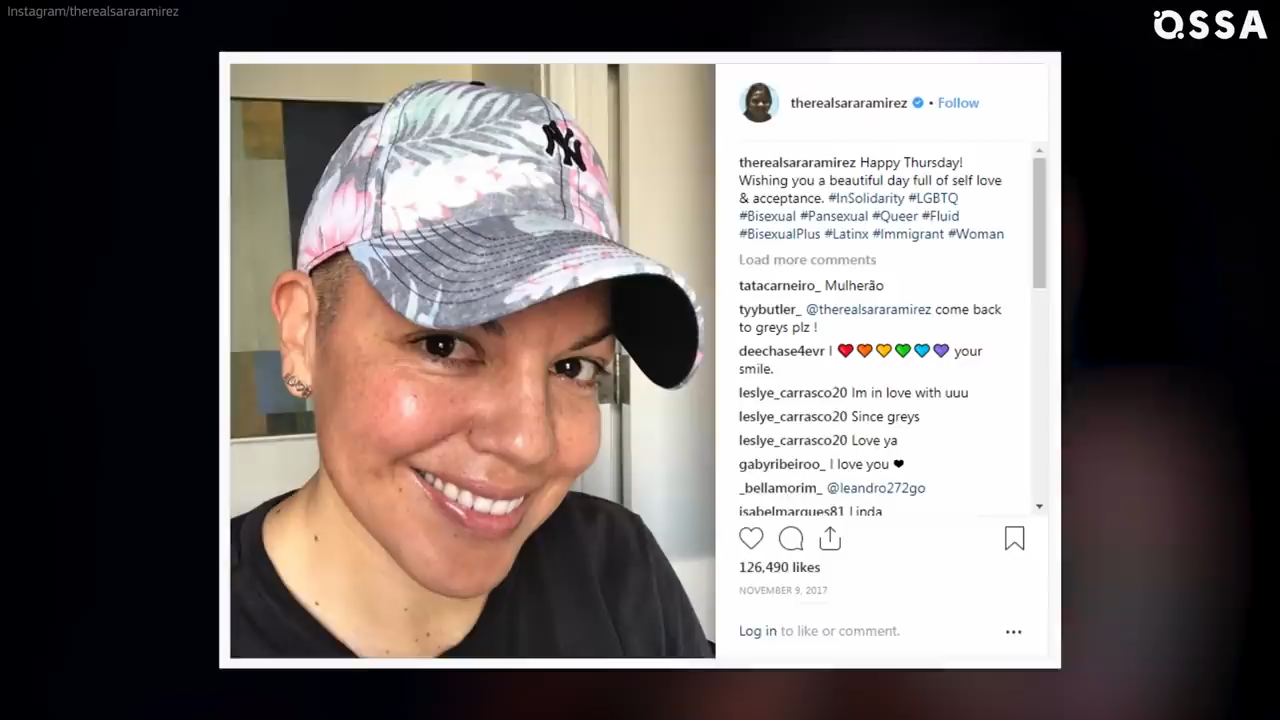 Instagram/therealsararamirez
OSSA
NY
therealsararamirez • Follow
therealsararamirez Happy Thursday!
Wishing you a beautiful day full of self love
& acceptance. #InSolidarity #LGBTQ
#Bisexual #Pansexual #Queer #Fluid
#BisexualPlus #Latinx #Immigrant #Woman
Load more comments
tatacarneiro_ Mulherão
tyybutler_ @therealsararamirez come back
to greys plz !
deechase4evr I ❤️🧡💛💚💙💜 your
smile.
leslye_carrasco20 Im in love with uuu
leslye_carrasco20 Since greys
leslye_carrasco20 Love ya
gabyribeiroo_ I love you ♥
_bellamorim_ @leandro272go
isabelmarques81 Linda
126,490 likes
NOVEMBER 9, 2017
Log in to like or comment.